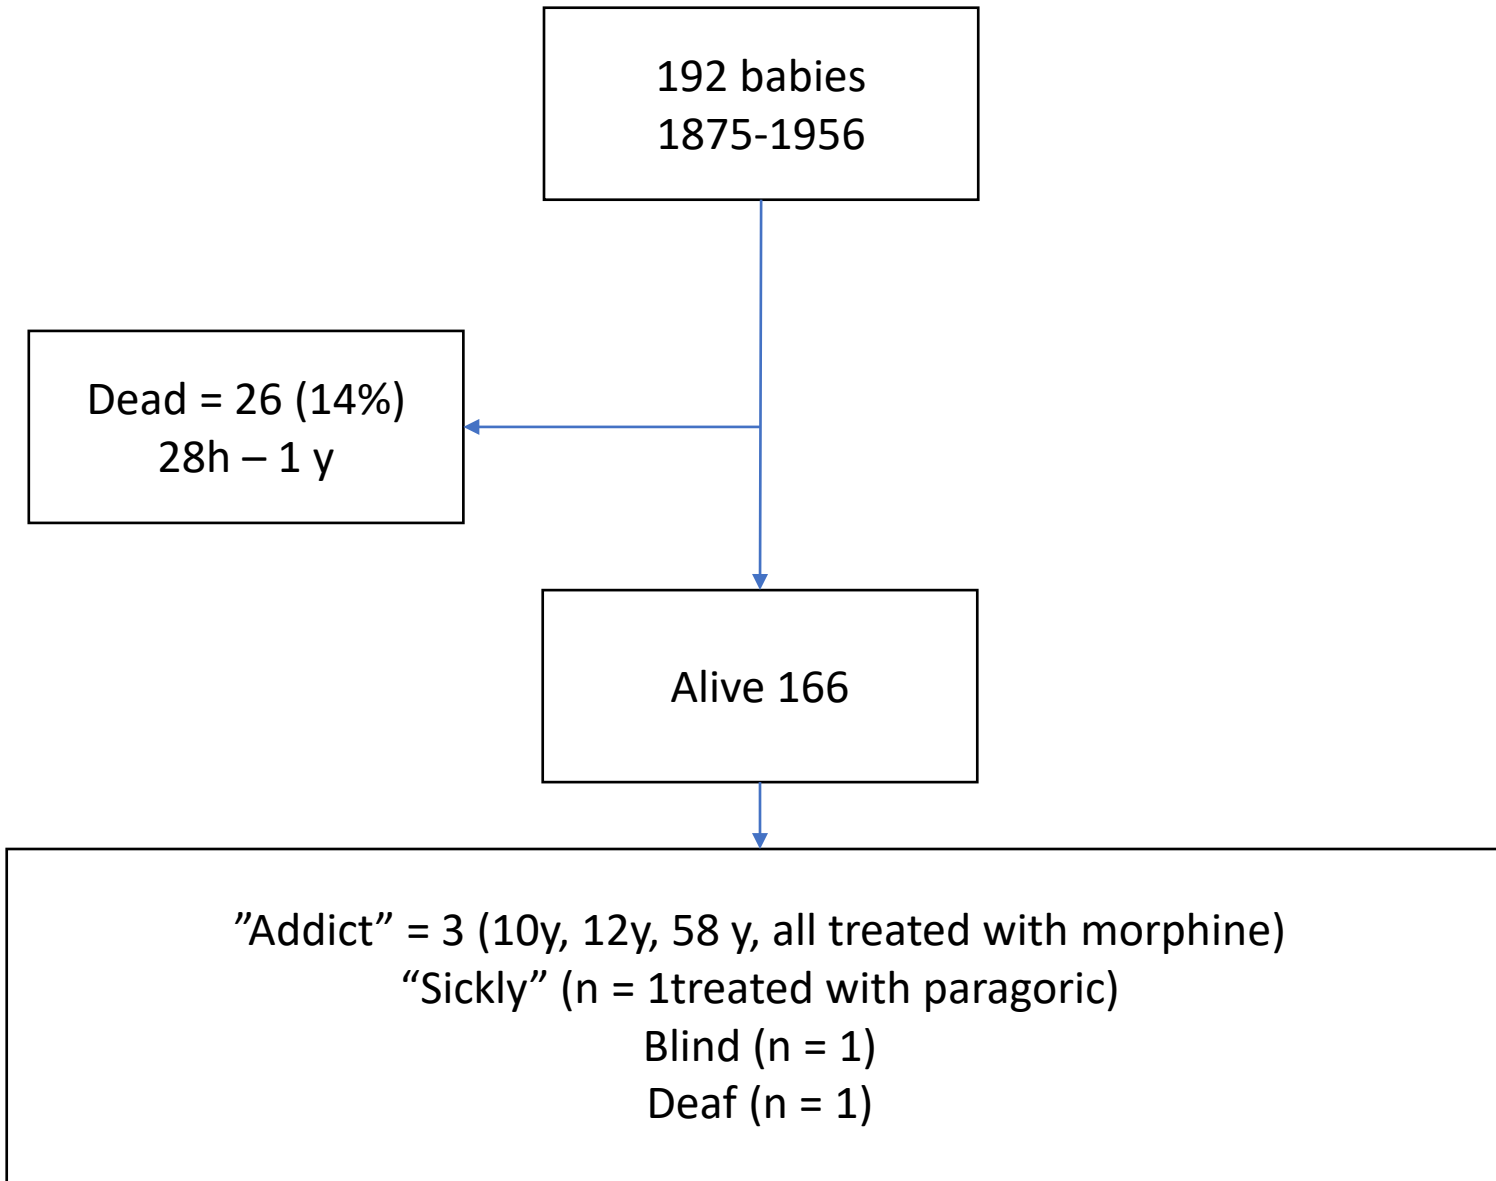 192 babies
1875-1956
Dead = 26 (14%)
28h – 1 y
Alive 166
”Addict” = 3 (10y, 12y, 58 y, all treated with morphine)
“Sickly” (n = 1treated with paragoric)
Blind (n = 1)
Deaf (n = 1)